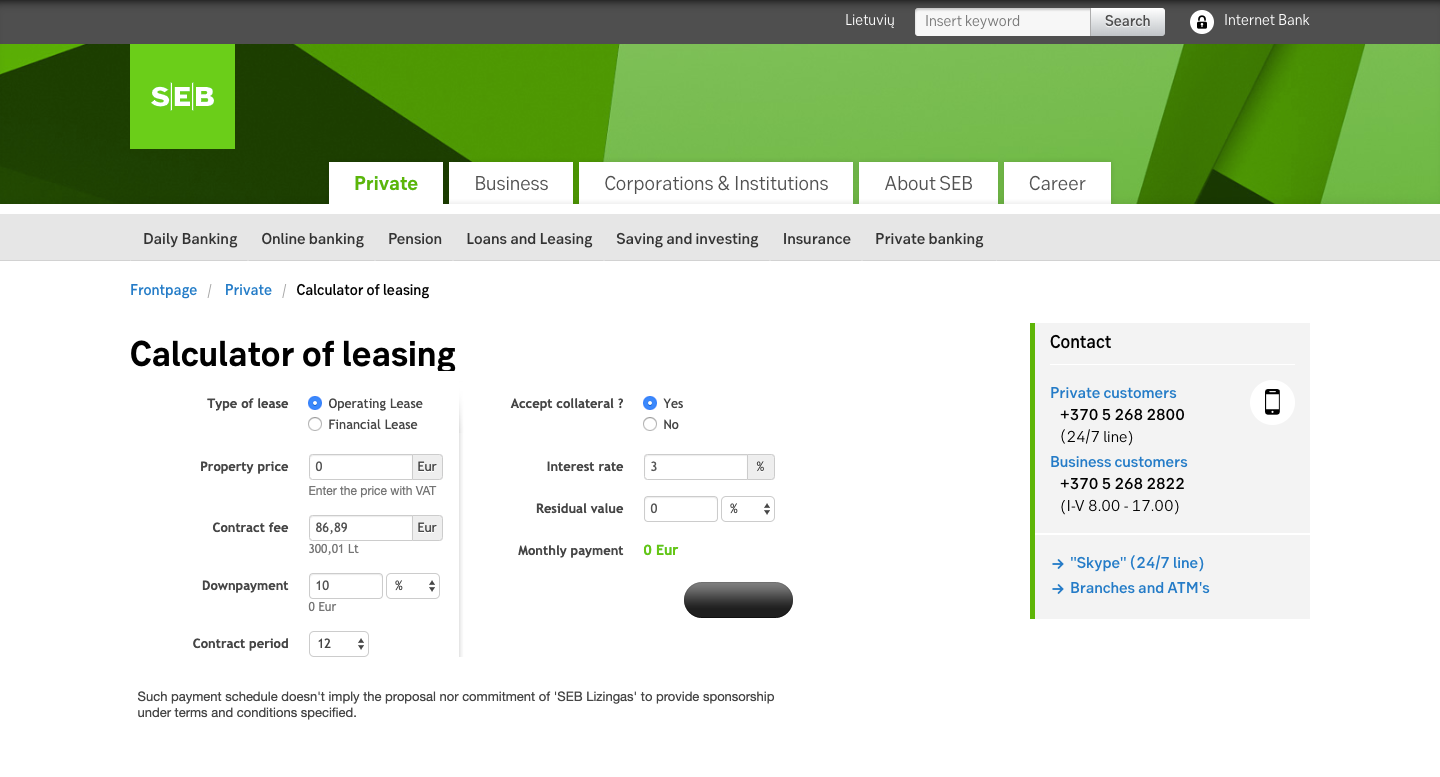 Lietuvių
Insert keyword
Search
Internet Bank
S|E|B
Private
Business
Corporations & Institutions
About SEB
Career
Daily Banking
Online banking
Pension
Loans and Leasing
Saving and investing
Insurance
Private banking
Frontpage / Private / Calculator of leasing
Calculator of leasing
Type of lease
Operating Lease
Financial Lease
Property price
0 Eur
Enter the price with VAT
Contract fee
86,89 Eur
300,01 Lt
Downpayment
10 %
0 Eur
Contract period
12
Accept collateral ?
Yes
No
Interest rate
3 %
Residual value
0 %
Monthly payment
0 Eur
Such payment schedule doesn't imply the proposal nor commitment of 'SEB Lizingas' to provide sponsorship
under terms and conditions specified.
Contact
Private customers
+370 5 268 2800
(24/7 line)
Business customers
+370 5 268 2822
(I-V 8.00 - 17.00)
"Skype" (24/7 line)
Branches and ATM's